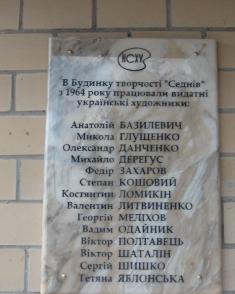 НСХУ
В Будинку творчості "Седнів"
з 1964 року працювали видатні
українські художники:
Анатолій БАЗИЛЕВИЧ
Микола ГЛУЩЕНКО
Олександр ДАНЧЕНКО
Михайло ДЕРЕГУС
Федір ЗАХАРОВ
Степан КОШОВИЙ
Костянтин ЛОМИКІН
Валентин ЛИТВИНЕНКО
Георгій МЕЛІХОВ
Вадим ОДАЙНИК
Віктор ПОЛТАВЕЦЬ
Віктор ШАТАЛІН
Сергій ШИШКО
Тетяна ЯБЛОНСЬКА